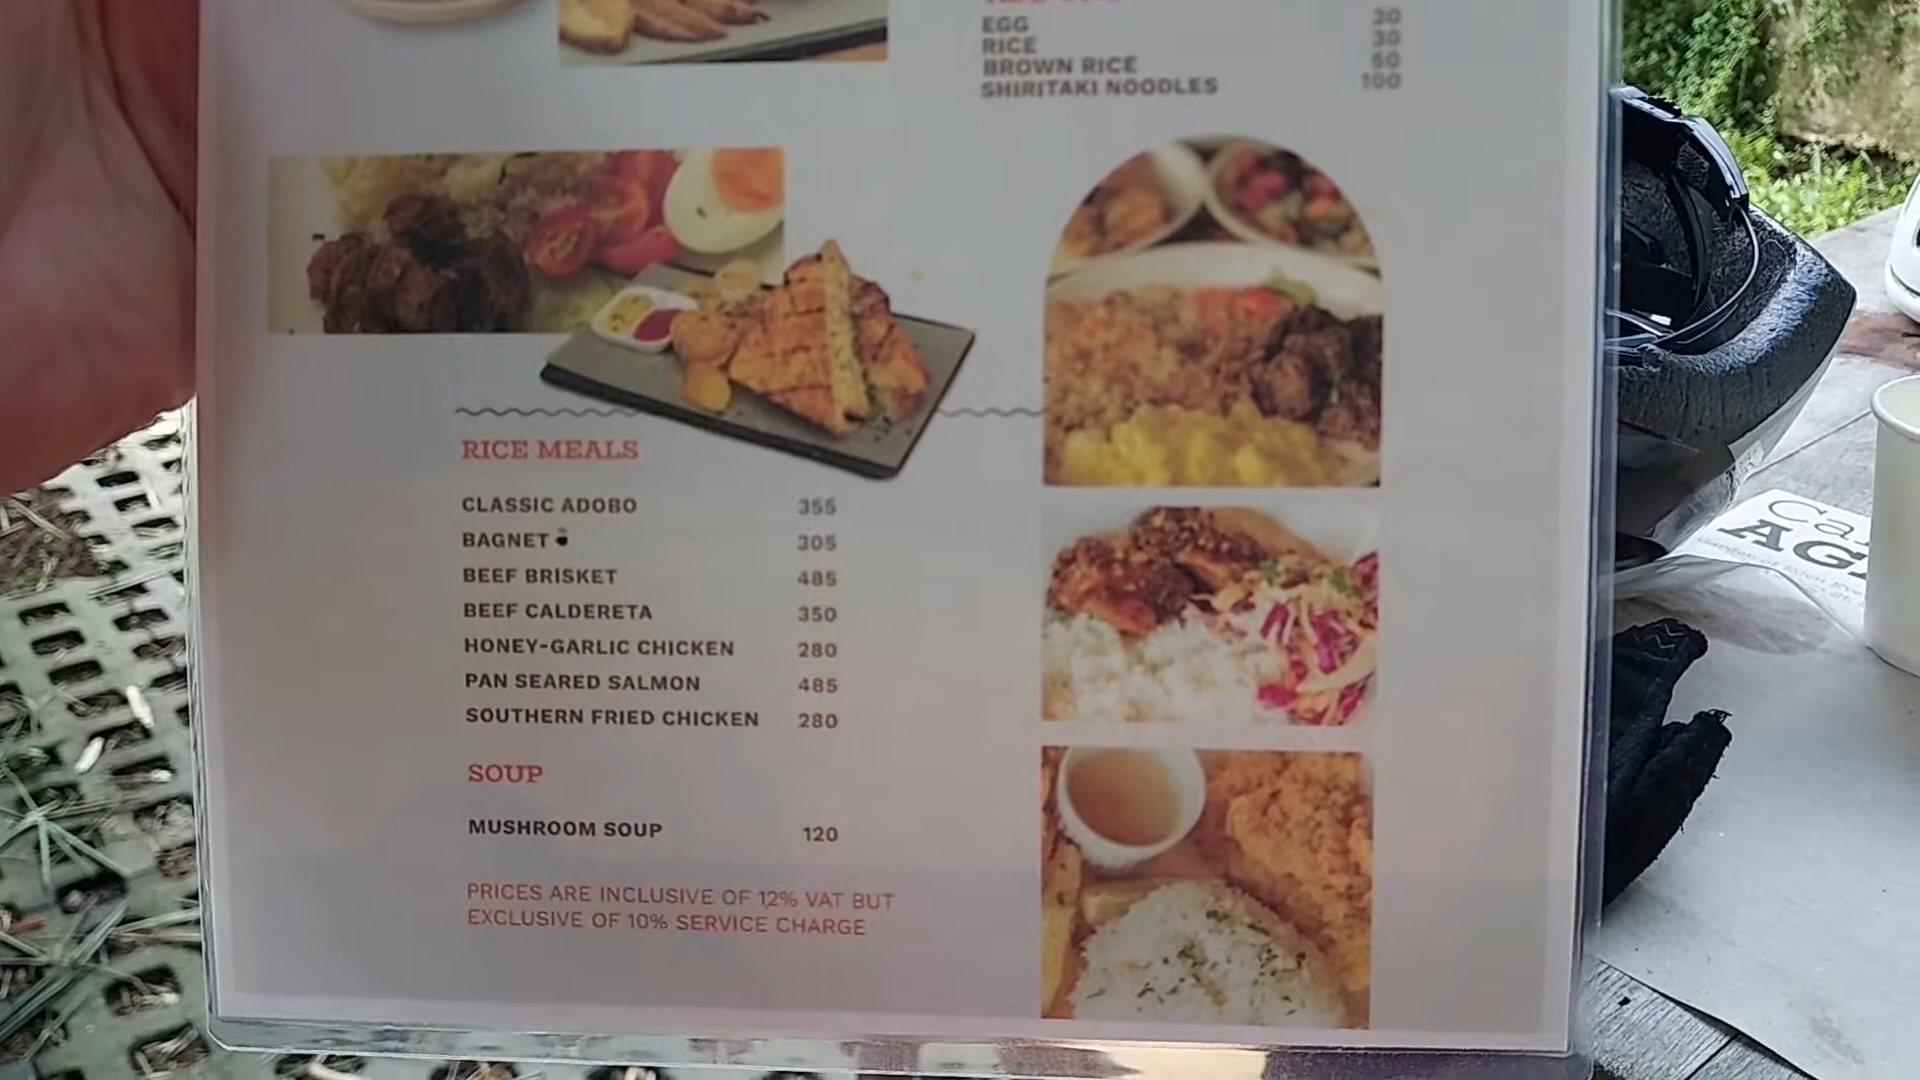 EGG 30
RICE 30
BROWN RICE 60
SHIRITAKI NOODLES 100
RICE MEALS
CLASSIC ADOBO 355
BAGNET 305
BEEF BRISKET 485
BEEF CALDERETA 350
HONEY-GARLIC CHICKEN 280
PAN SEARED SALMON 485
SOUTHERN FRIED CHICKEN 280
SOUP
MUSHROOM SOUP 120
PRICES ARE INCLUSIVE OF 12% VAT BUT
EXCLUSIVE OF 10% SERVICE CHARGE